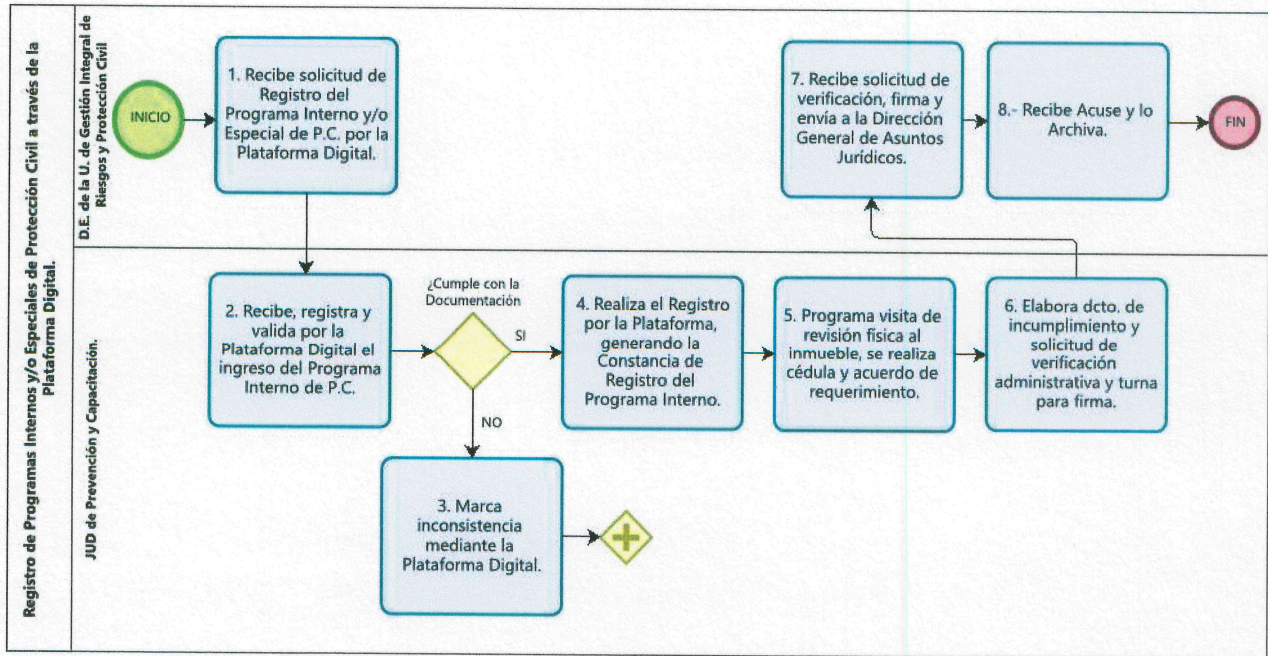 Registro de Programas Internos y/o Especiales de Protección Civil a través de la
Plataforma Digital.
D.E. de la U. de Gestión Integral de
Riesgos y Protección Civil
INICIO
1. Recibe solicitud de
Registro del
Programa Interno y/o
Especial de P.C. por la
Plataforma Digital.
7. Recibe solicitud de
verificación, firma y
envía a la Dirección
General de Asuntos
Jurídicos.
8.- Recibe Acuse y lo
Archiva.
FIN
JUD de Prevención y Capacitación.
2. Recibe, registra y
valida por la
Plataforma Digital el
ingreso del Programa
Interno de P.C.
¿Cumple con la
Documentación
SI
NO
3. Marca
inconsistencia
mediante la
Plataforma Digital.
4. Realiza el Registro
por la Plataforma,
generando la
Constancia de
Registro del
Programa Interno.
5. Programa visita de
revisión física al
inmueble, se realiza
cédula y acuerdo de
requerimiento.
6. Elabora dcto. de
incumplimiento y
solicitud de
verificación
administrativa y turna
para firma.